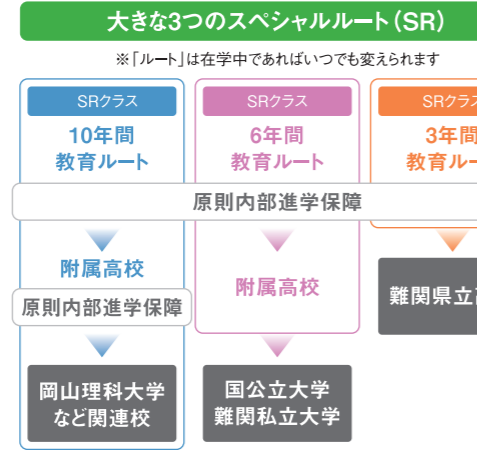 大きな3つのスペシャルルート（SR）
※「ルート」は在学中であればいつでも変えられます
SRクラス
10年間
教育ルート
SRクラス
6年間
教育ルート
SRクラス
3年間
教育ルー
原則内部進学保障
附属高校
原則内部進学保障
岡山理科大学
など関連校
附属高校
国公立大学
難関私立大学
難関県立